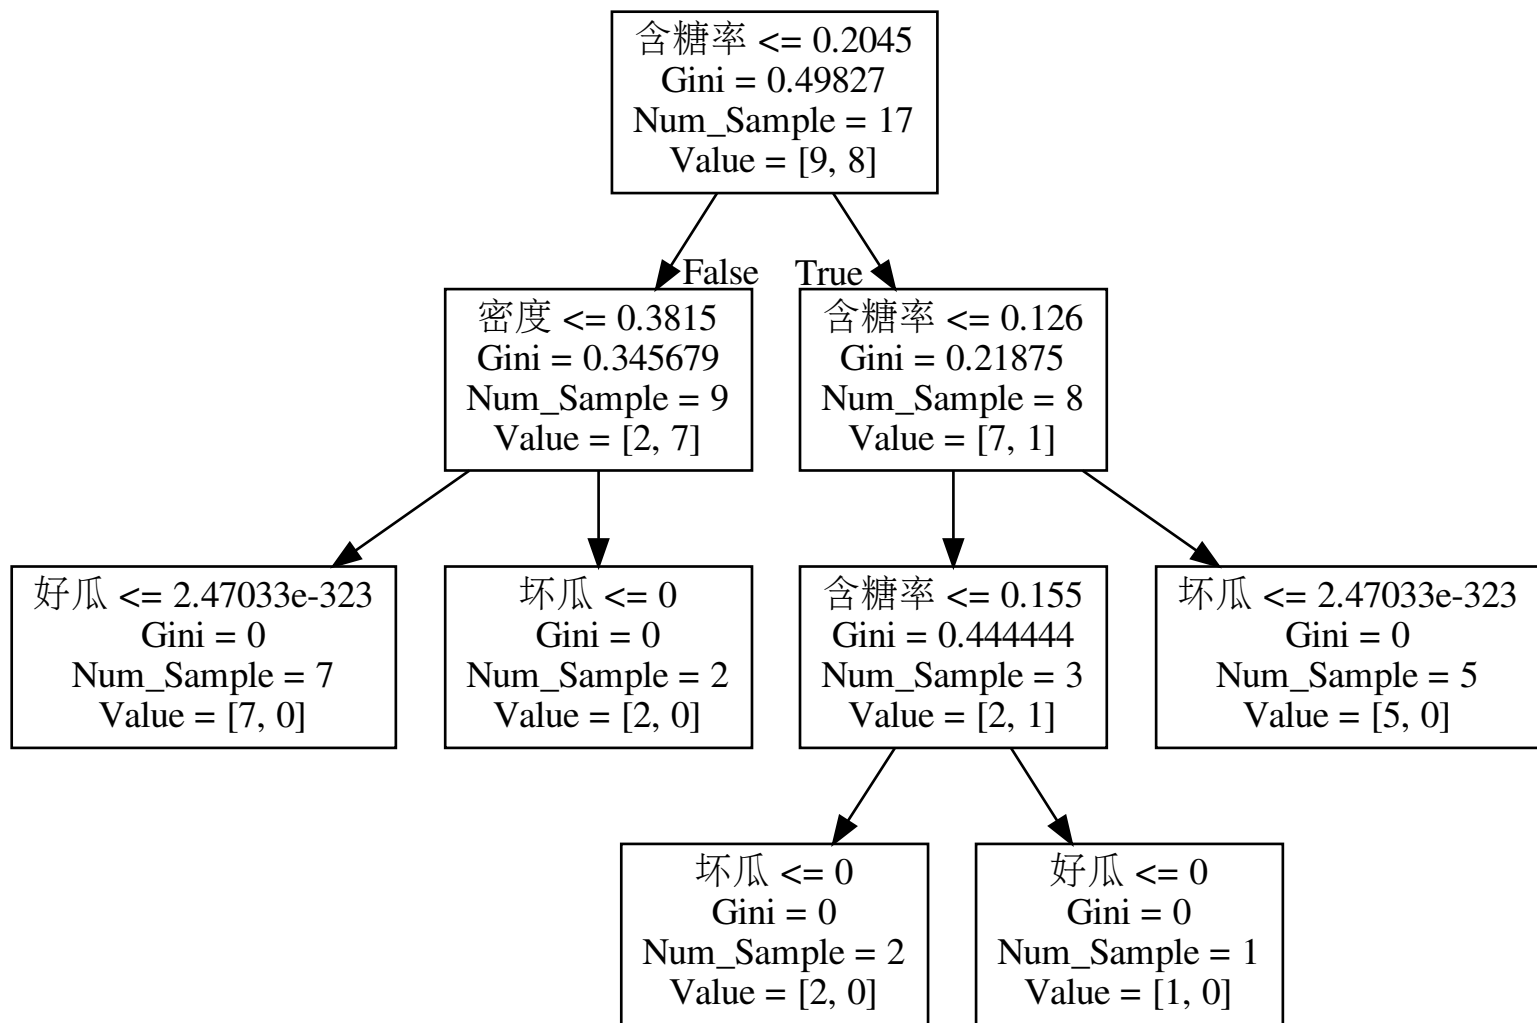 含糖率 <= 0.2045
Gini = 0.49827
Num_Sample = 17
Value = [9, 8]
False
True
密度 <= 0.3815
Gini = 0.345679
Num_Sample = 9
Value = [2, 7]
含糖率 <= 0.126
Gini = 0.21875
Num_Sample = 8
Value = [7, 1]
好瓜 <= 2.47033e-323
Gini = 0
Num_Sample = 7
Value = [7, 0]
坏瓜 <= 0
Gini = 0
Num_Sample = 2
Value = [2, 0]
含糖率 <= 0.155
Gini = 0.444444
Num_Sample = 3
Value = [2, 1]
坏瓜 <= 2.47033e-323
Gini = 0
Num_Sample = 5
Value = [5, 0]
坏瓜 <= 0
Gini = 0
Num_Sample = 2
Value = [2, 0]
好瓜 <= 0
Gini = 0
Num_Sample = 1
Value = [1, 0]